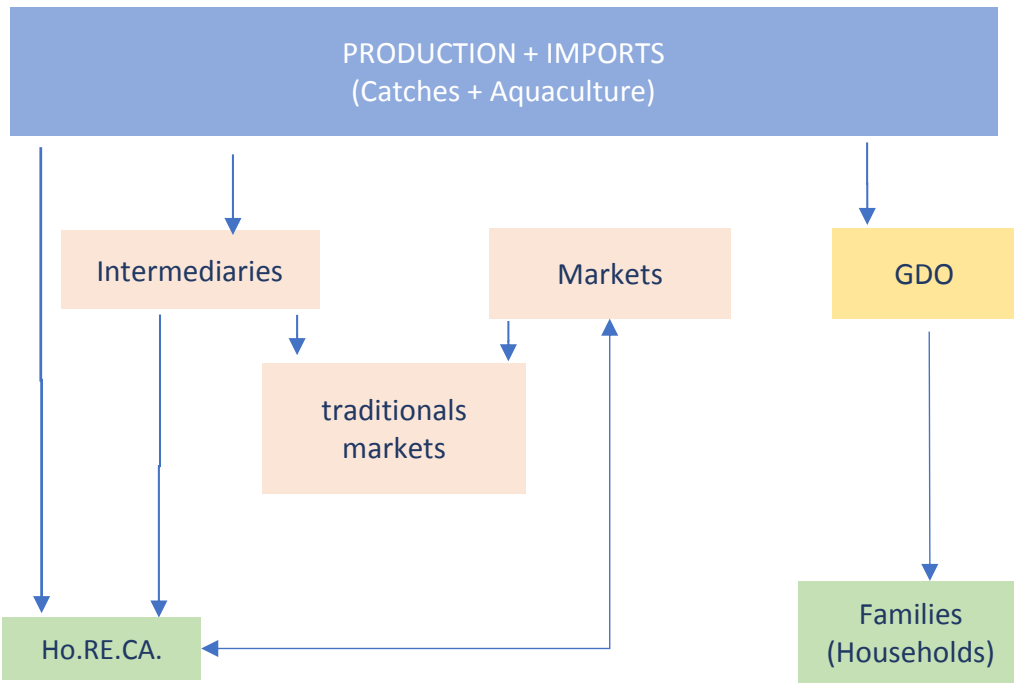 PRODUCTION + IMPORTS
(Catches + Aquaculture)
Intermediaries
Markets
GDO
traditionals
markets
Ho.RE.CA.
Families
(Households)